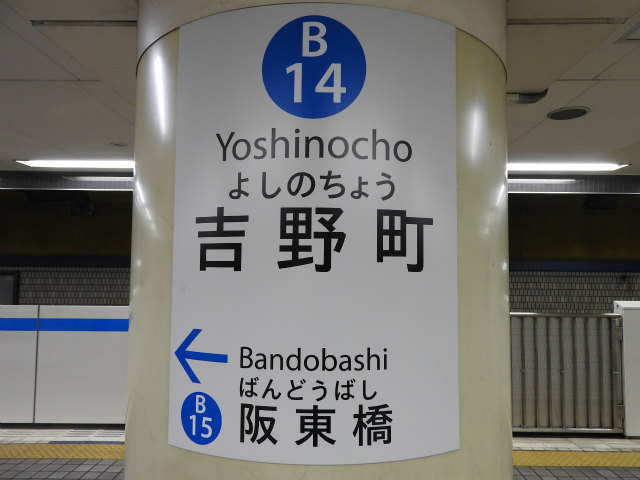 B
14
Yoshinocho
よしのちょう
吉野町
Bandobashi
ばんどうばし
B
15
阪東橋